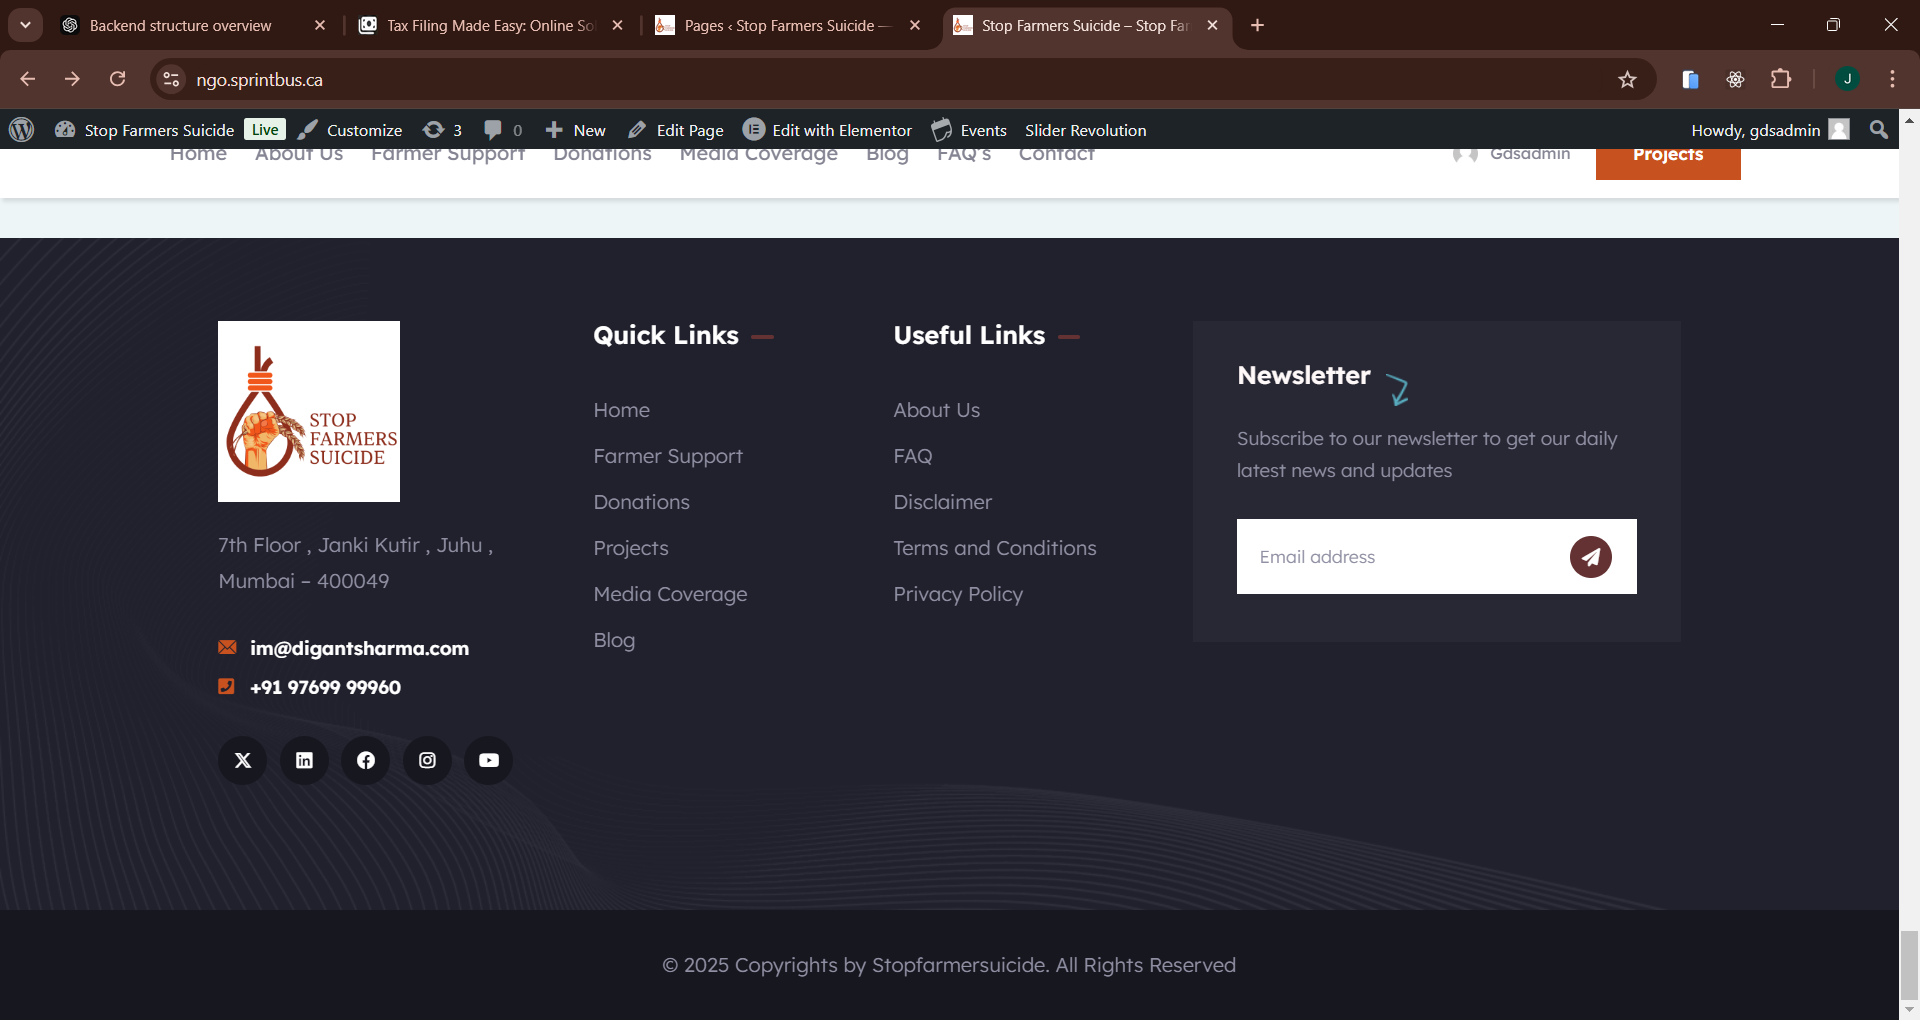 Backend structure overview
Tax Filing Made Easy: Online So
Pages ‹ Stop Farmers Suicide —
Stop Farmers Suicide – Stop Far
ngo.sprintbus.ca
J
Stop Farmers Suicide Live Customize 3 0 New Edit Page Edit with Elementor Events Slider Revolution Howdy, gdsadmin
Home About Us Farmer Support Donations Media Coverage Blog FAQ's Contact Gdsadmin Projects
STOP
FARMERS
SUICIDE
7th Floor , Janki Kutir , Juhu ,
Mumbai – 400049
im@digantsharma.com
+91 97699 99960
Quick Links
Home
Farmer Support
Donations
Projects
Media Coverage
Blog
Useful Links
About Us
FAQ
Disclaimer
Terms and Conditions
Privacy Policy
Newsletter
Subscribe to our newsletter to get our daily
latest news and updates
Email address
© 2025 Copyrights by Stopfarmersuicide. All Rights Reserved